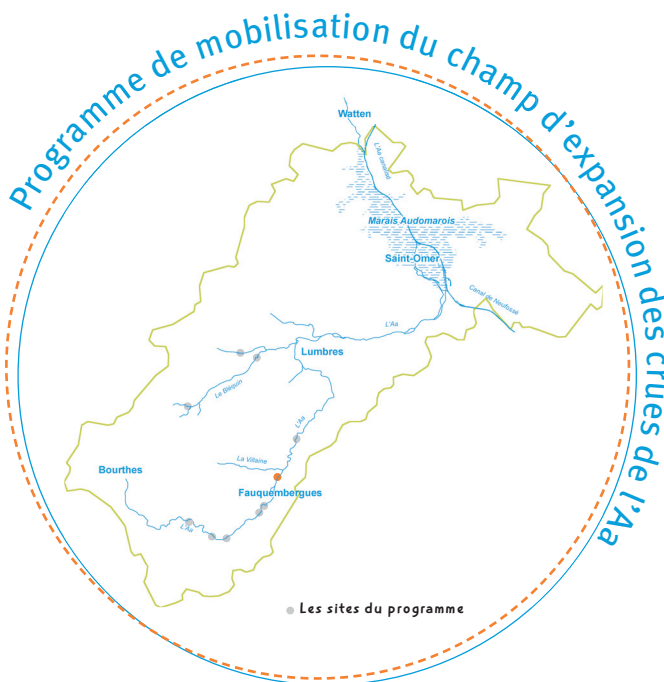 Programme de mobilisation du champ d'expansion des crues de l'Aa
Watten
L'Aa canalisé
Marais Audomarois
Saint-Omer
Canal de Neufossé
L'Aa
Lumbres
Le Bléquin
L'Aa
La Villaine
Bourthes
Fauquembergues
L'Aa
Les sites du programme